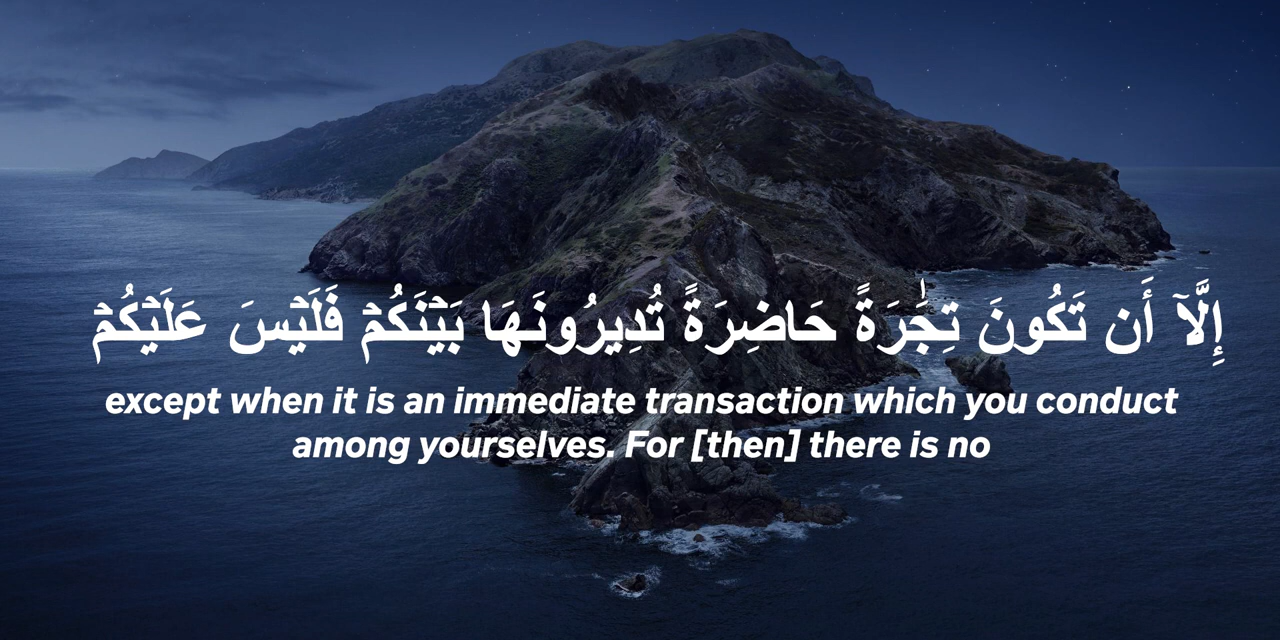 إِلَّآ أَن تَكُونَ تِجَٰرَةً حَاضِرَةً تُدِيرُونَهَا بَيۡنَكُمۡ فَلَيۡسَ عَلَيۡكُمۡ
except when it is an immediate transaction which you conduct
among yourselves. For [then] there is no